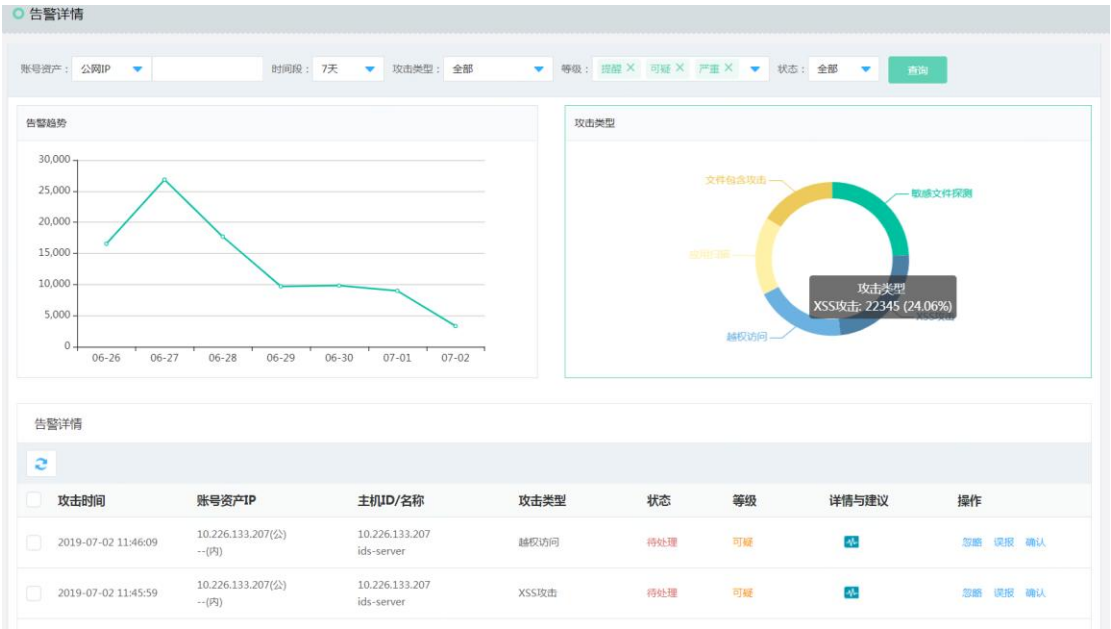 告警详情
账号资产： 公网IP 时间段： 7天 攻击类型： 全部 等级： 提醒 × 可疑 × 严重 × 状态： 全部 查询
告警趋势
30,000
25,000
20,000
15,000
10,000
5,000
0
06-26 06-27 06-28 06-29 06-30 07-01 07-02
攻击类型
文件包含攻击
敏感文件探测
攻击类型
XSS攻击: 22345 (24.06%)
XSS攻击
越权访问
告警详情
攻击时间 账号资产IP 主机ID/名称 攻击类型 状态 等级 详情与建议 操作
2019-07-02 11:46:09 10.226.133.207(公) 10.226.133.207 越权访问 待处理 可疑 忽略 误报 确认
--(内) ids-server
2019-07-02 11:45:59 10.226.133.207(公) 10.226.133.207 XSS攻击 待处理 可疑 忽略 误报 确认
--(内) ids-server